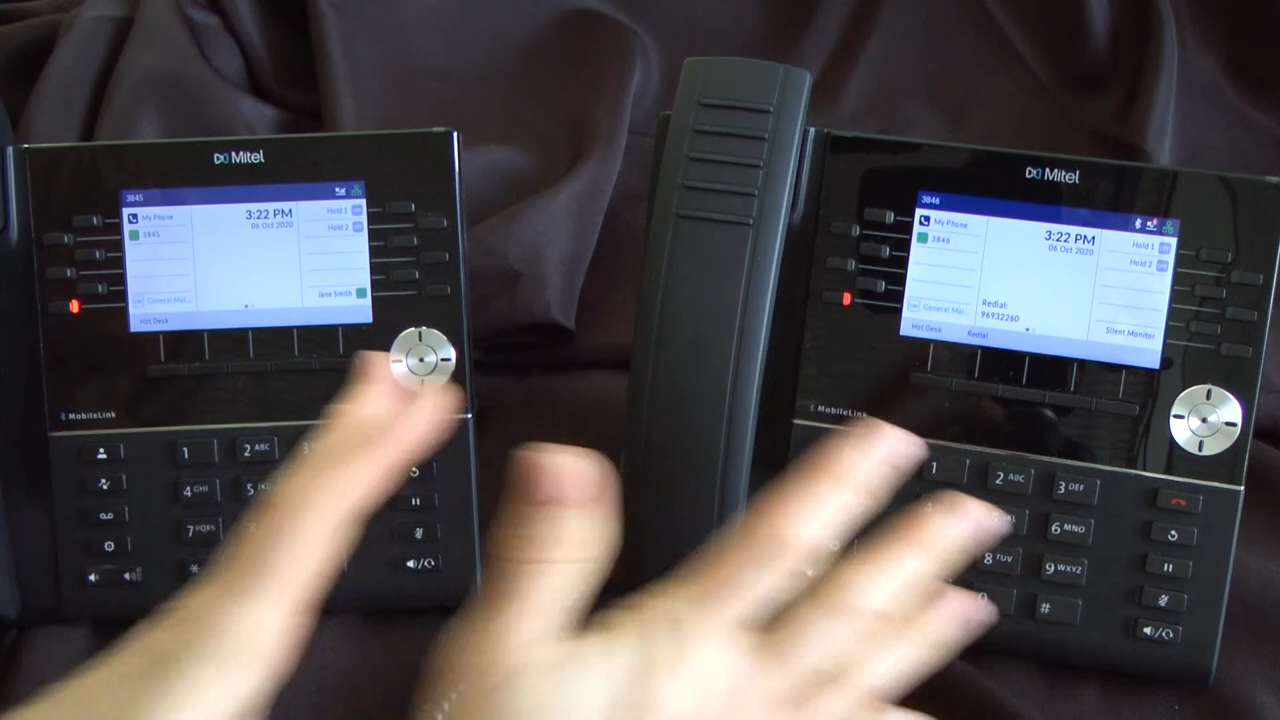 Mitel
3845
My Phone
3:22 PM
Hold 1
3845
06 Oct 2020
Hold 2
General Mai...
Jane Smith
Hot Desk
MobileLink
1
2 ABC
4 GHI
5
7 PQRS
*
Mitel
3846
My Phone
3:22 PM
Hold 1
3846
06 Oct 2020
Hold 2
Redial:
General Mai...
96932260
Silent Monitor
Hot Desk
Redial
MobileLink
1
2 ABC
3 DEF
6 MNO
8 TUV
9 WXYZ
#